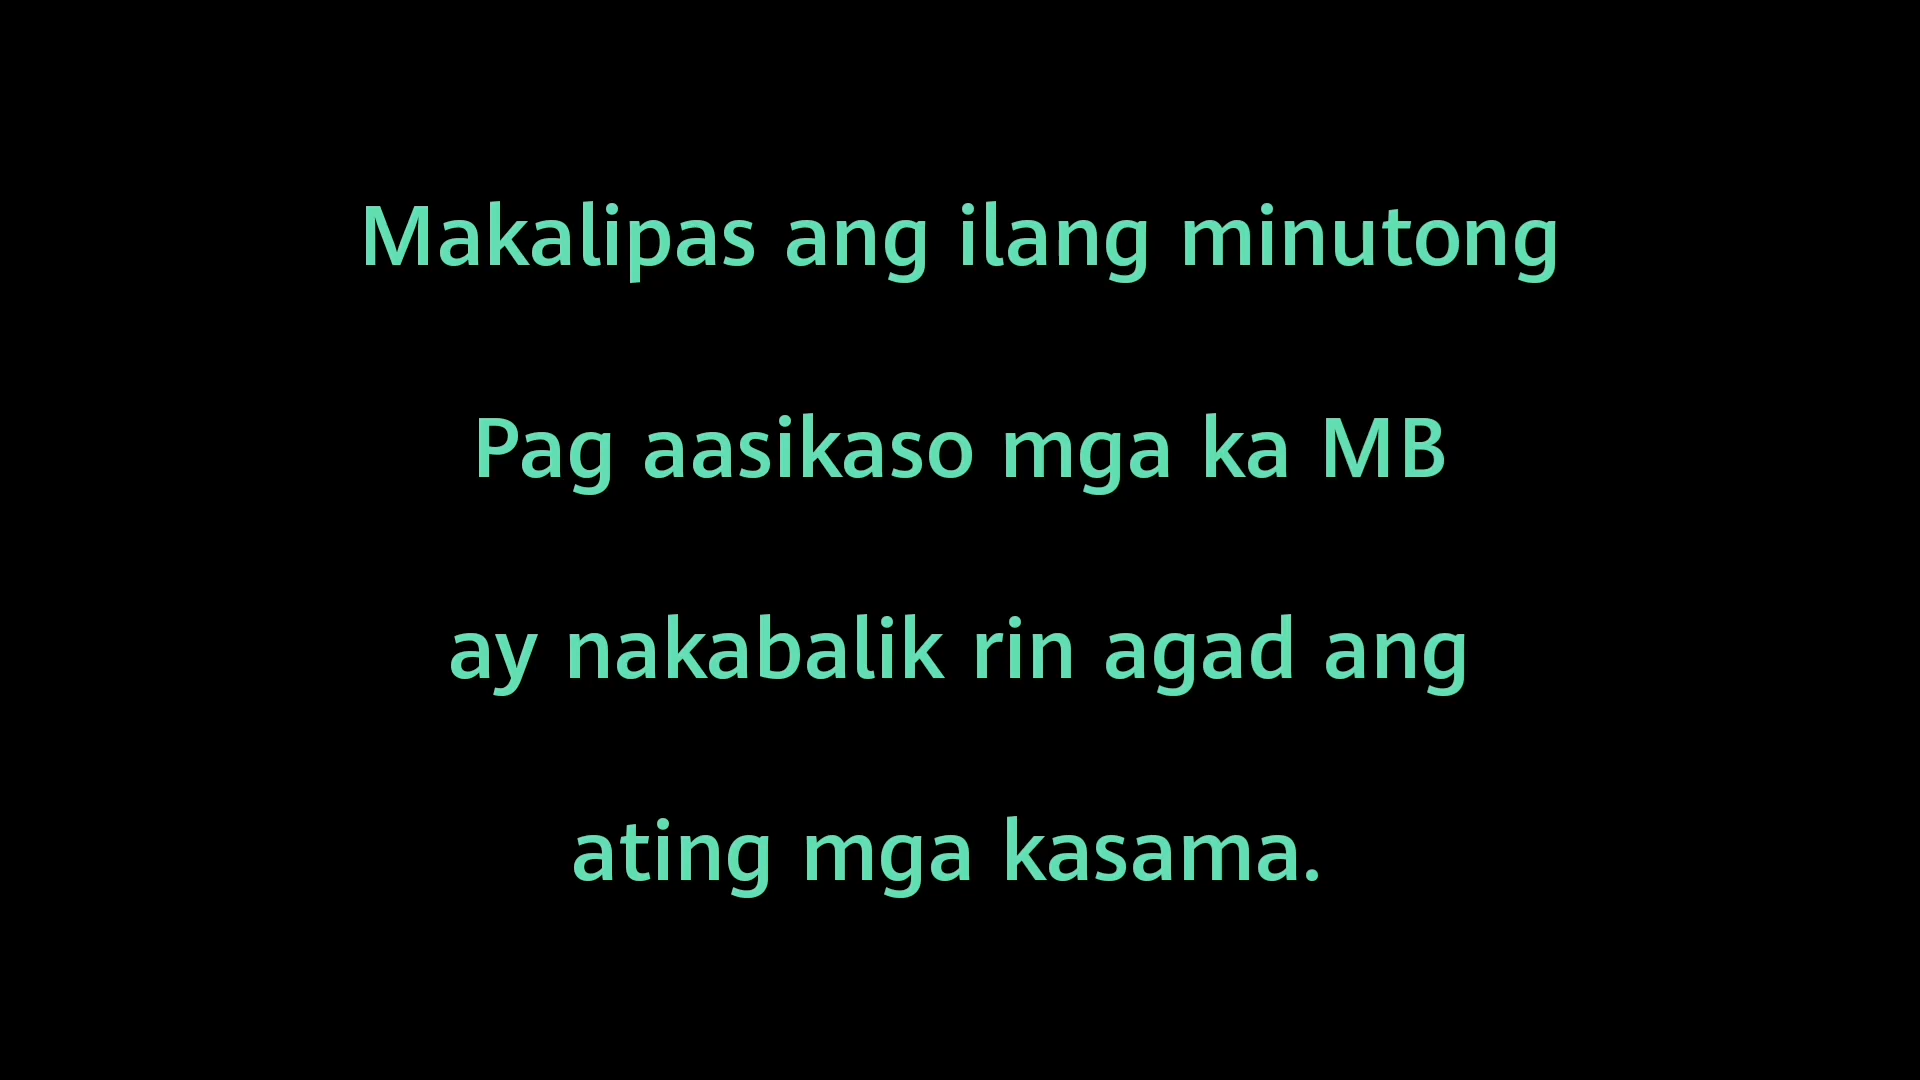 Makalipas ang ilang minutong
Pag aasikaso mga ka MB
ay nakabalik rin agad ang
ating mga kasama.